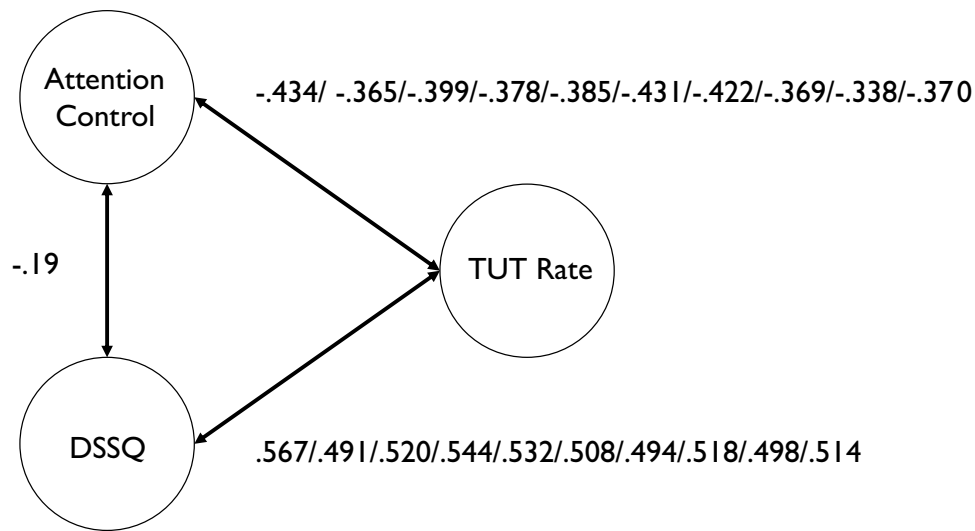 Attention
Control
-.434/ -.365/-.399/-.378/-.385/-.431/-.422/-.369/-.338/-.370
-.19
TUT Rate
DSSQ
.567/.491/.520/.544/.532/.508/.494/.518/.498/.514